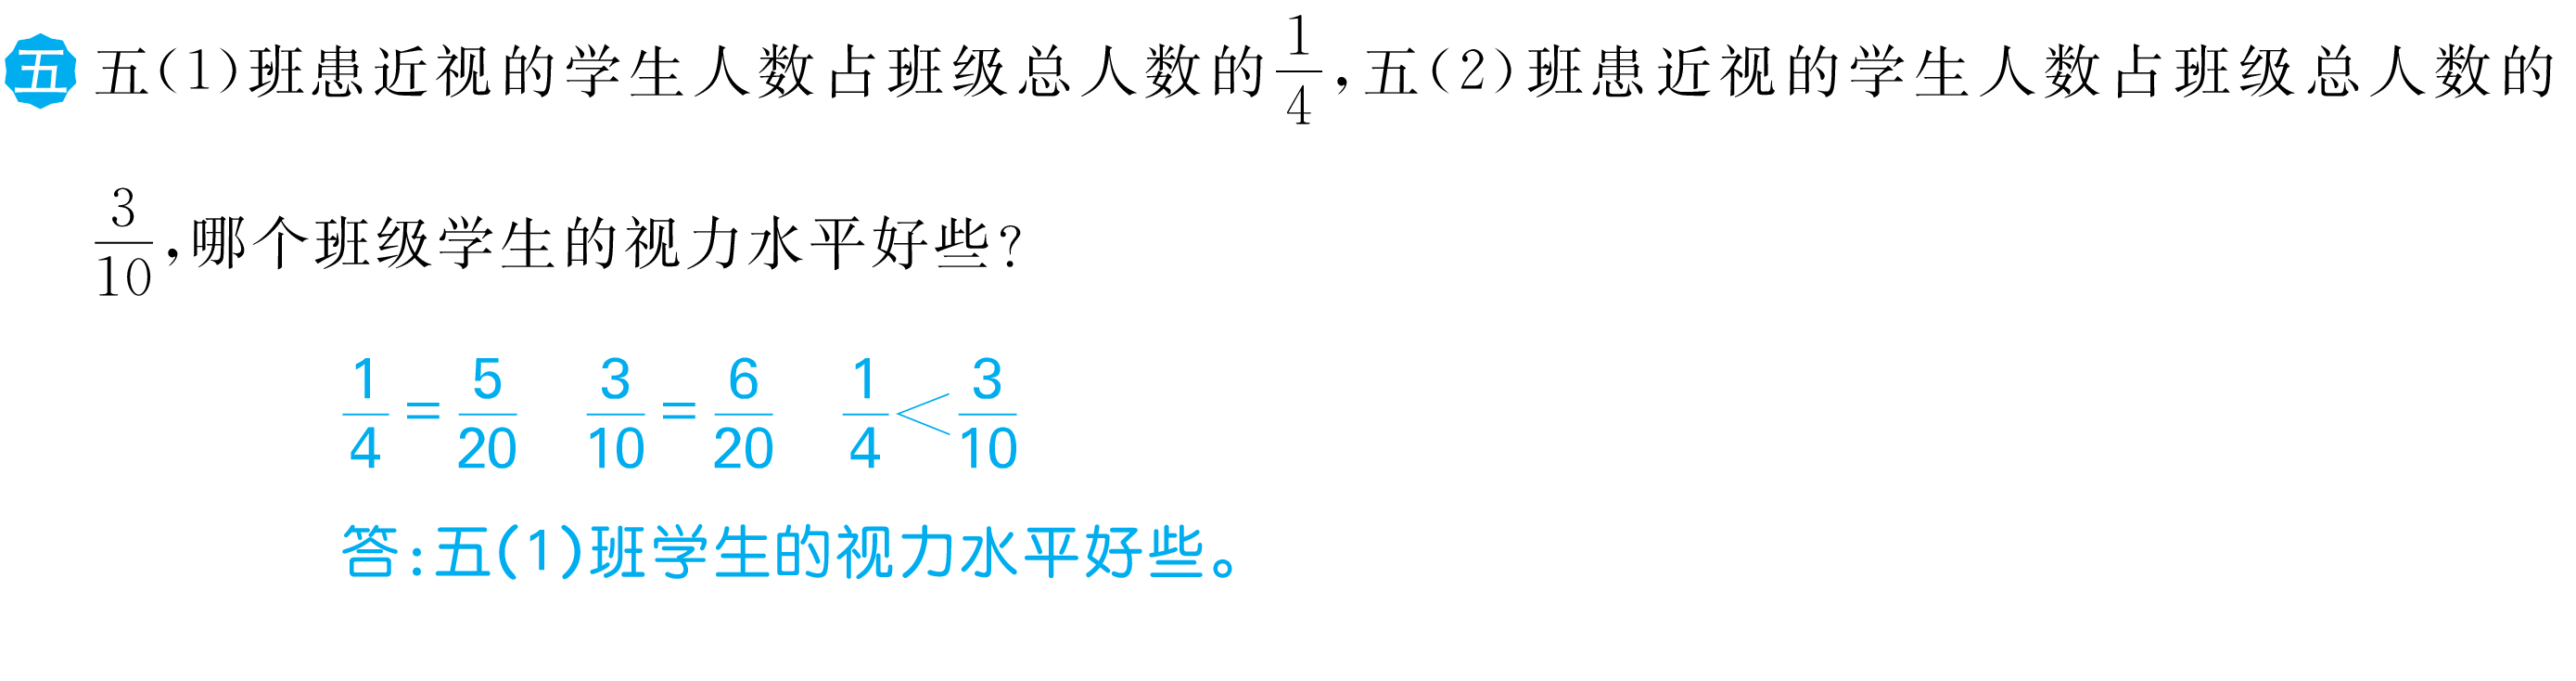 五 五(1)班患近视的学生人数占班级总人数的1/4,五(2)班患近视的学生人数占班级总人数的
3/10,哪个班级学生的视力水平好些?
1/4=5/20 3/10=6/20 1/4<3/10
答:五(1)班学生的视力水平好些。